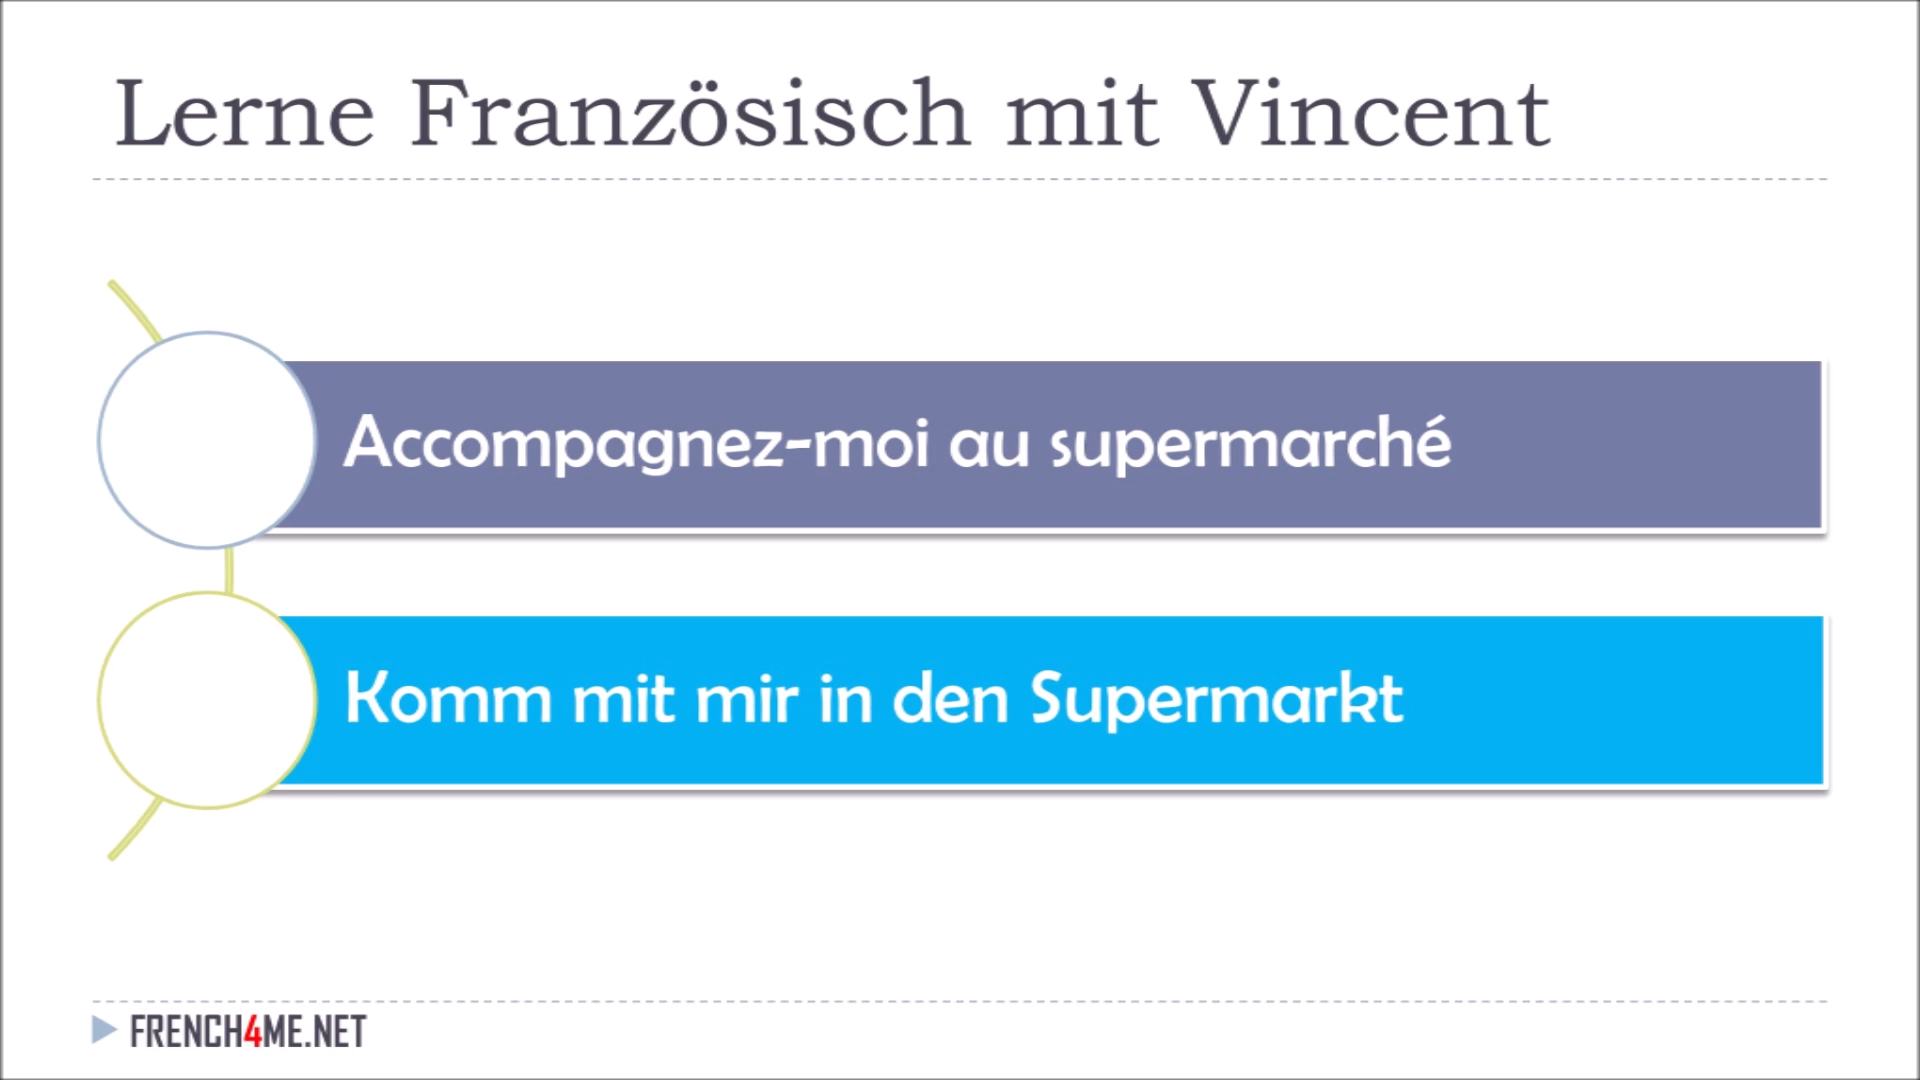 Lerne Französisch mit Vincent
Accompagnez-moi au supermarché
Komm mit mir in den Supermarkt
FRENCH4ME.NET